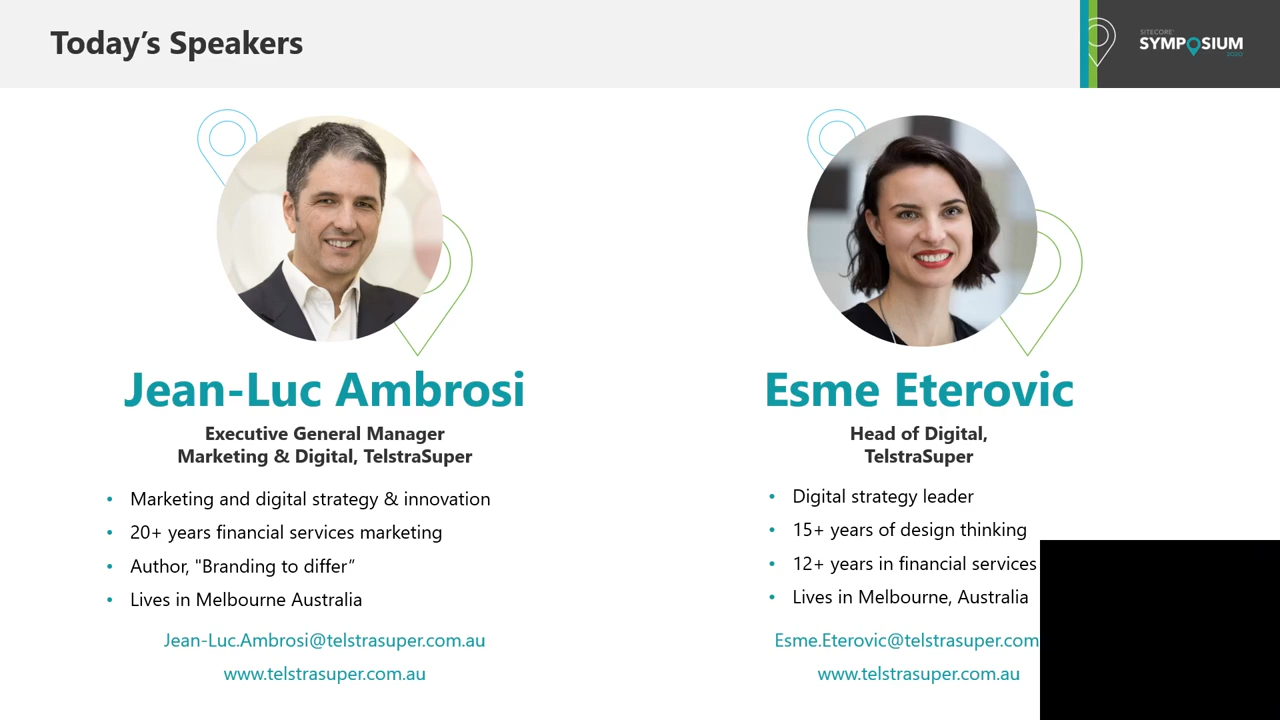 Today's Speakers
SITECORE
SYMPOSIUM
2020
Jean-Luc Ambrosi
Executive General Manager
Marketing & Digital, TelstraSuper
• Marketing and digital strategy & innovation
• 20+ years financial services marketing
• Author, "Branding to differ”
• Lives in Melbourne Australia
Jean-Luc.Ambrosi@telstrasuper.com.au
www.telstrasuper.com.au
Esme Eterovic
Head of Digital,
TelstraSuper
• Digital strategy leader
• 15+ years of design thinking
• 12+ years in financial services
• Lives in Melbourne, Australia
Esme.Eterovic@telstrasuper.com
www.telstrasuper.com.au